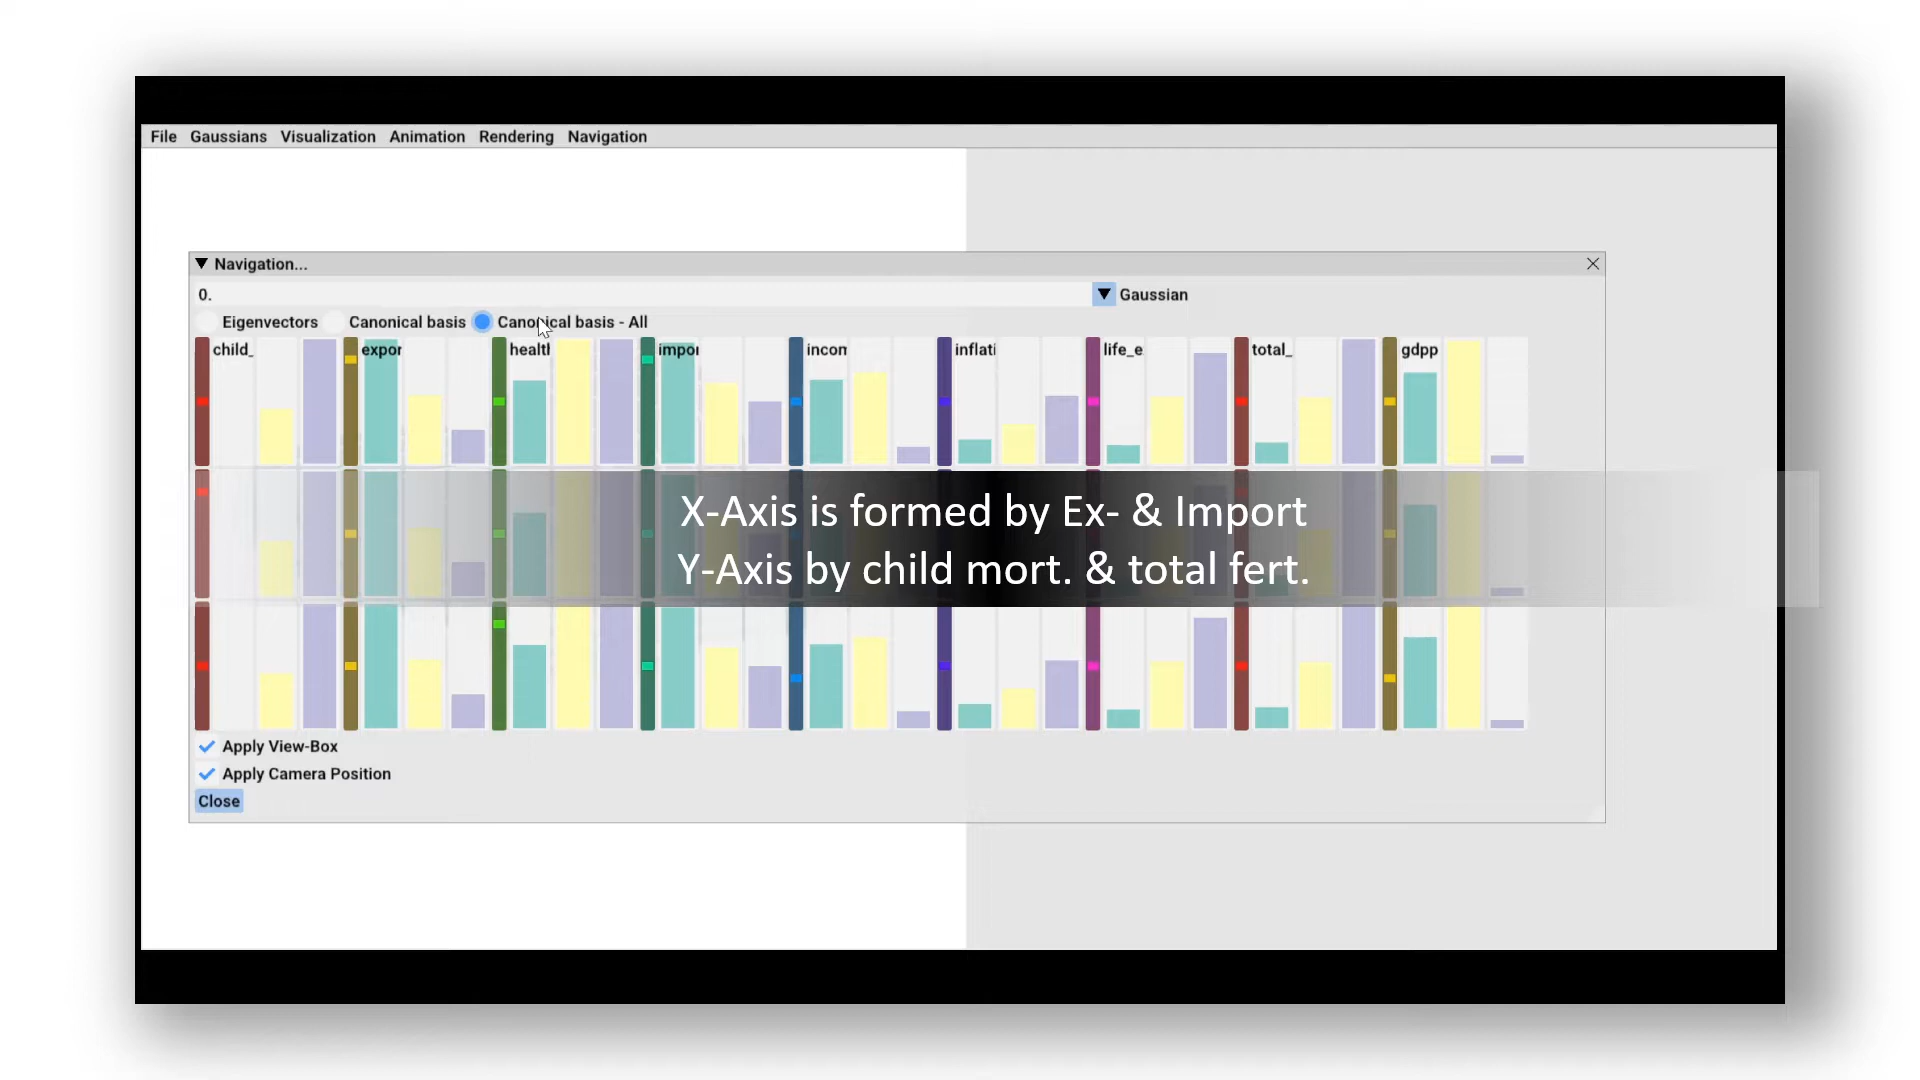 File Gaussians Visualization Animation Rendering Navigation
Navigation...
0. Gaussian
Eigenvectors Canonical basis Canonical basis - All
child_ expor health impor incom inflati life_e total_ gdpp
X-Axis is formed by Ex- & Import
Y-Axis by child mort. & total fert.
Apply View-Box
Apply Camera Position
Close